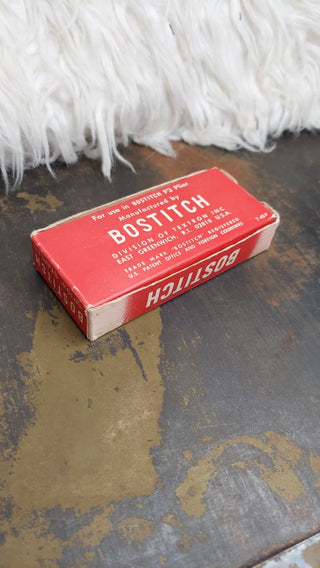 For use in BOSTITCH P3 Plier
Manufactured by
BOSTITCH
DIVISION OF TEXTRON INC.
EAST GREENWICH, R.I. 02818 U.S.A.
TRADE MARK "BOSTITCH" REGISTERED
U.S. PATENT OFFICE AND FOREIGN COUNTRIES
BOSTITCH
BOSTITCH